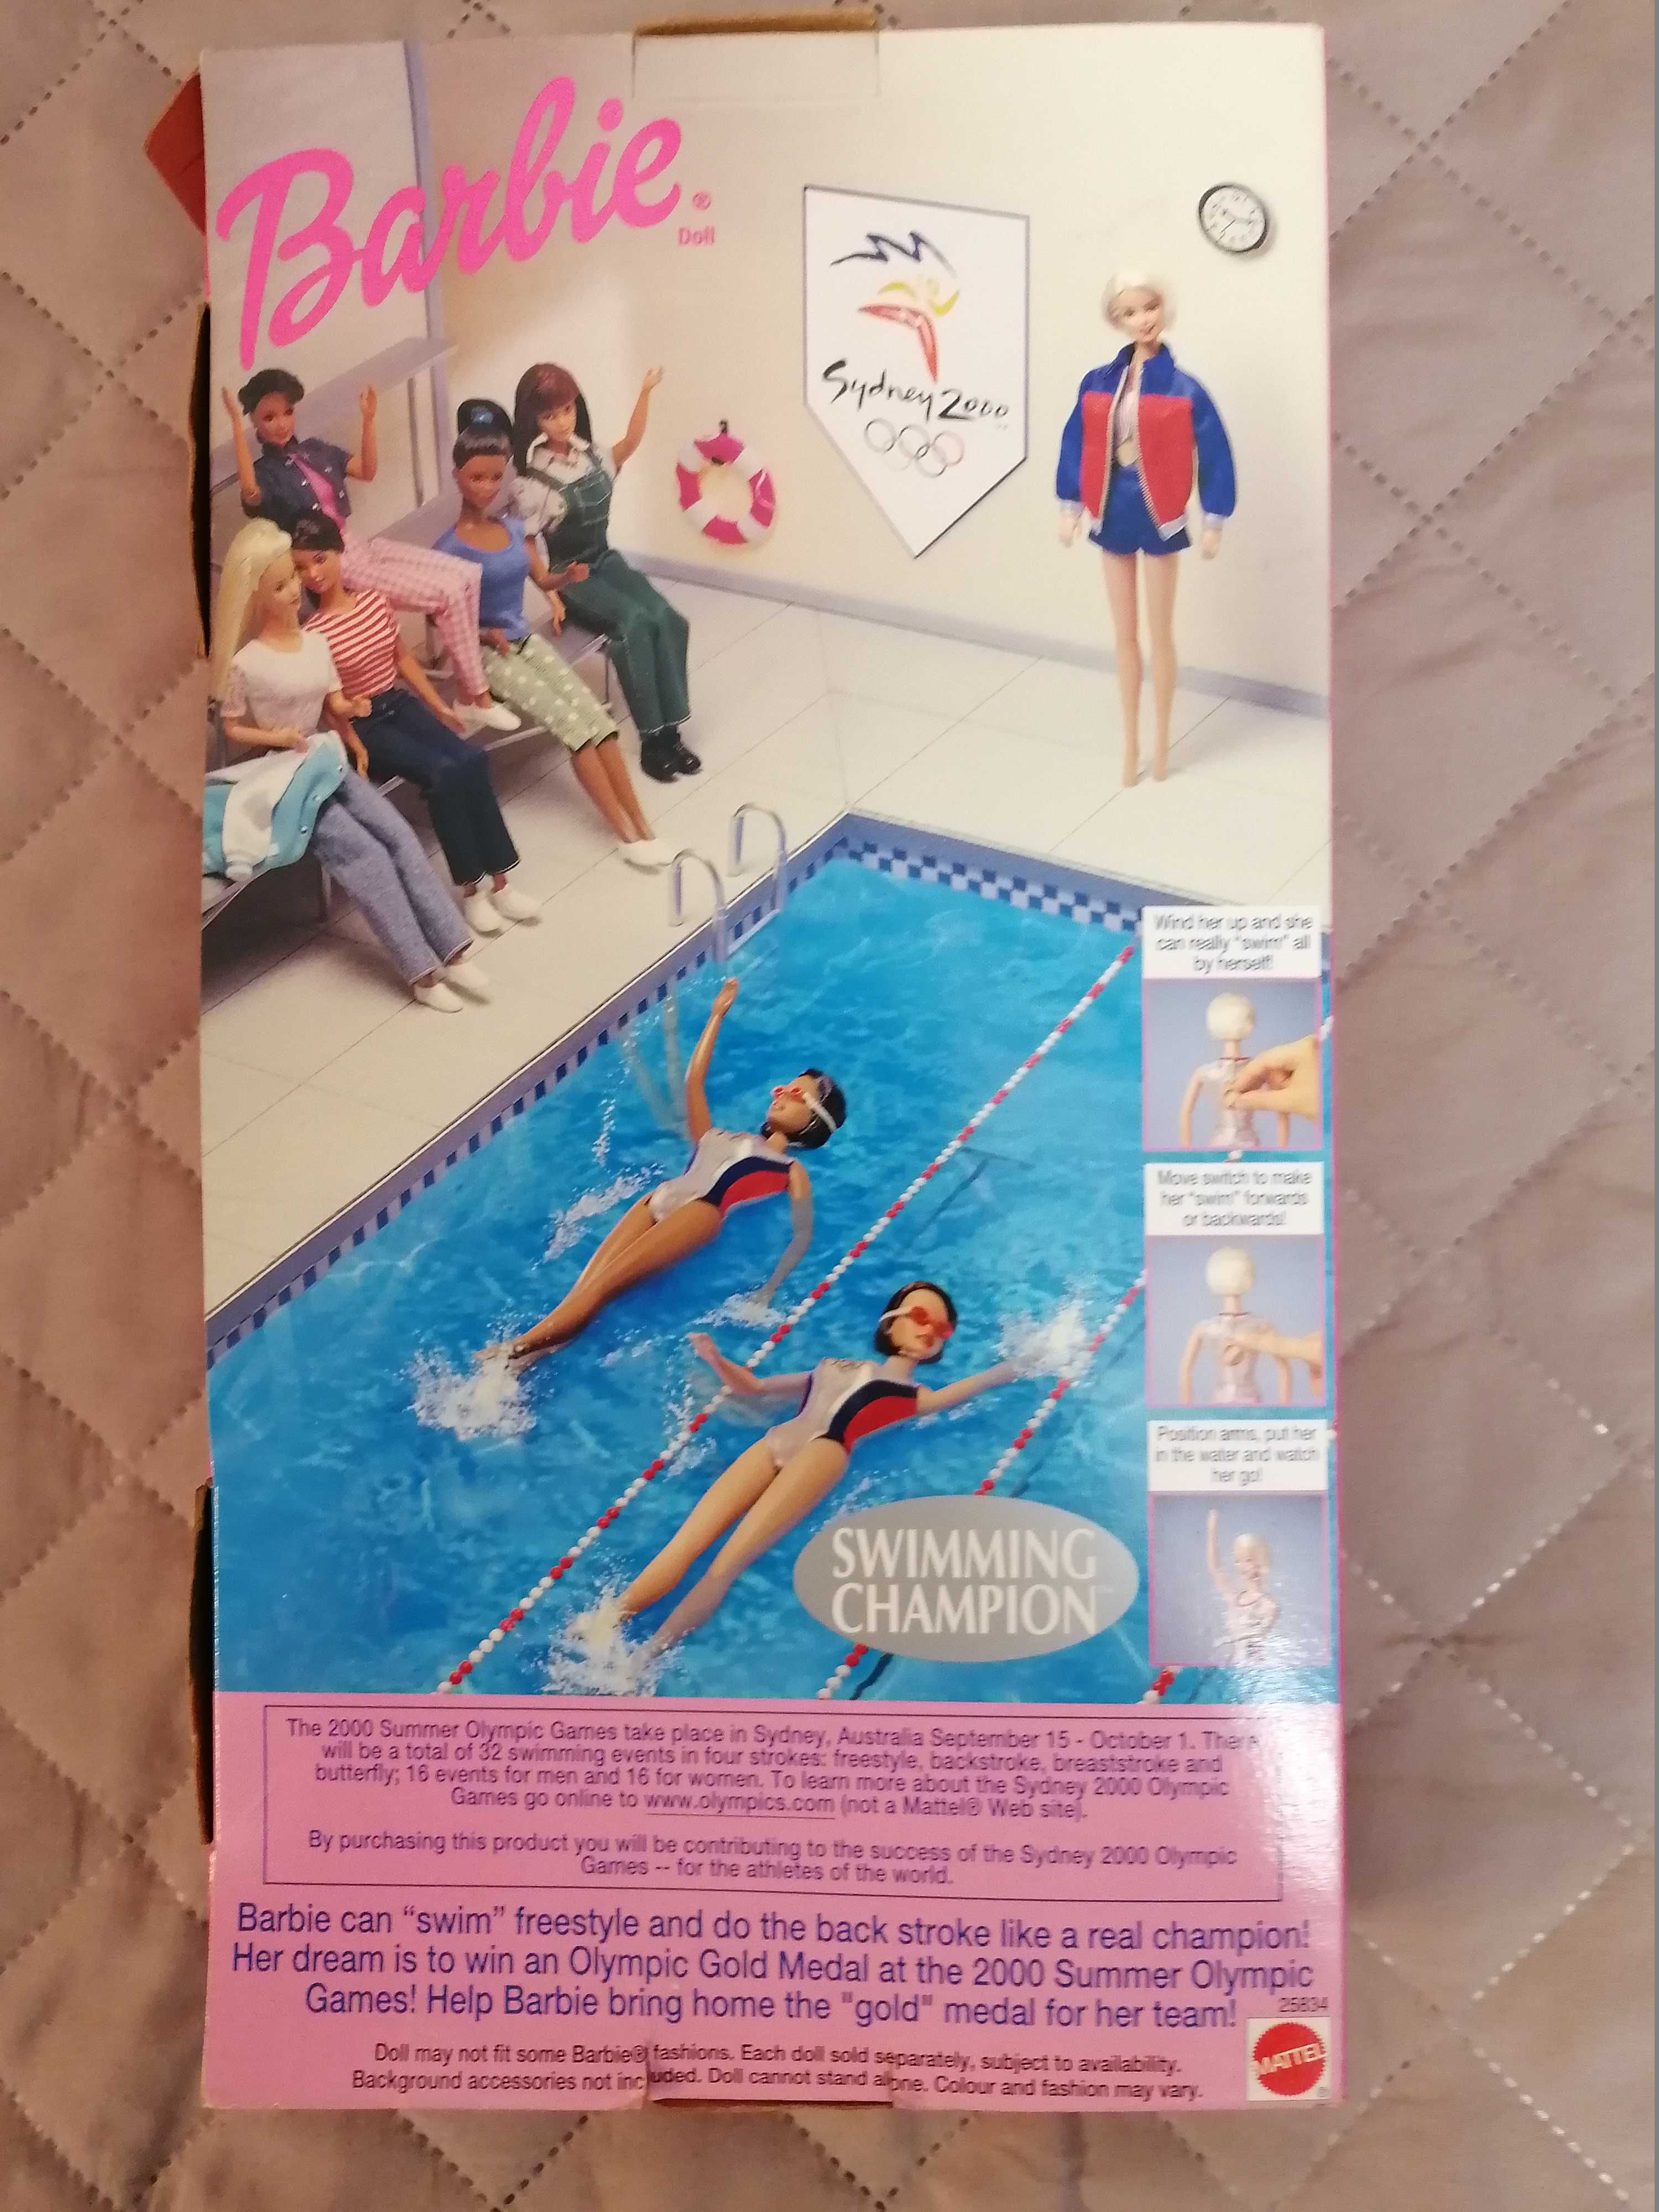 Barbie®
Doll
Sydney 2000
Wind her up and she
can really "swim" all
by herself!
Move switch to make
her "swim" forwards
or backwards!
Position arms, put her
in the water and watch
her go!
SWIMMING
CHAMPION™
The 2000 Summer Olympic Games take place in Sydney, Australia September 15 - October 1. There
will be a total of 32 swimming events in four strokes: freestyle, backstroke, breaststroke and
butterfly; 16 events for men and 16 for women. To learn more about the Sydney 2000 Olympic
Games go online to www.olympics.com (not a Mattel® Web site).
By purchasing this product you will be contributing to the success of the Sydney 2000 Olympic
Games -- for the athletes of the world.
Barbie can “swim” freestyle and do the back stroke like a real champion!
Her dream is to win an Olympic Gold Medal at the 2000 Summer Olympic
Games! Help Barbie bring home the "gold" medal for her team!
25834
Doll may not fit some Barbie® fashions. Each doll sold separately, subject to availability.
Background accessories not included. Doll cannot stand alone. Colour and fashion may vary.
MATTEL
®